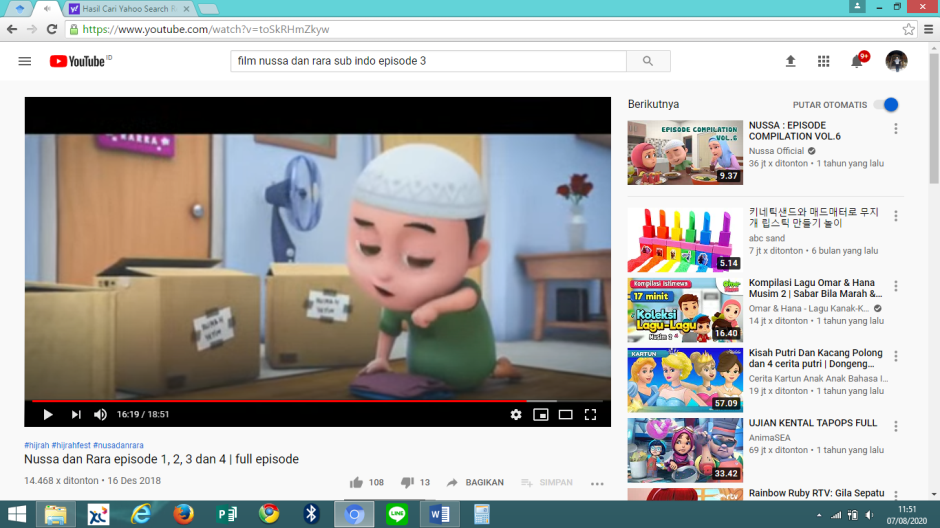 Hasil Cari Yahoo Search R
https://www.youtube.com/watch?v=toSkRHmZkyw
YouTube ID
film nussa dan rara sub indo episode 3
9+
16:19 / 18:51
#hijrah #hijrahfest #nusadanrara
Nussa dan Rara episode 1, 2, 3 dan 4 | full episode
14.468 x ditonton • 16 Des 2018
108
13
BAGIKAN
SIMPAN
Berikutnya
PUTAR OTOMATIS
EPISODE COMPILATION
VOL.6
9.37
NUSSA : EPISODE
COMPILATION VOL.6
Nussa Official
36 jt x ditonton • 1 tahun yang lalu
5.14
키네틱샌드와 매드매터로 무지
개 립스틱 만들기 놀이
abc sand
7 jt x ditonton • 6 bulan yang lalu
Kompilasi Istimewa
17 minit
Koleksi
Lagu-Lagu
Musim 2
16.40
Kompilasi Lagu Omar & Hana
Musim 2 | Sabar Bila Marah &...
Omar & Hana - Lagu Kanak-K...
14 jt x ditonton • 1 tahun yang lalu
KARTUN
57.09
Kisah Putri Dan Kacang Polong
dan 4 cerita putri | Dongeng...
Cerita Kartun Anak Anak Bahasa I...
19 jt x ditonton • 1 tahun yang lalu
33.42
UJIAN KENTAL TAPOPS FULL
AnimaSEA
69 jt x ditonton • 1 tahun yang lalu
Rainbow Ruby RTV: Gila Sepatu
11:51
07/08/2020